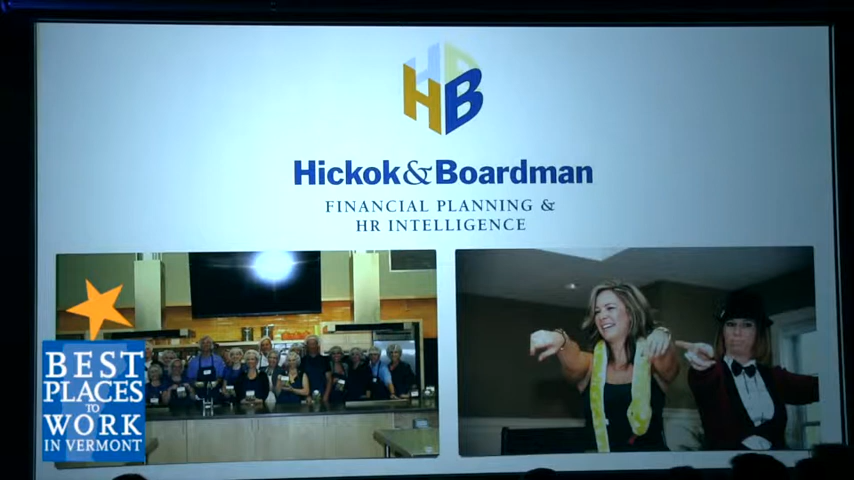 HB
Hickok&Boardman
FINANCIAL PLANNING &
HR INTELLIGENCE
BEST
PLACES
TO
WORK
IN VERMONT